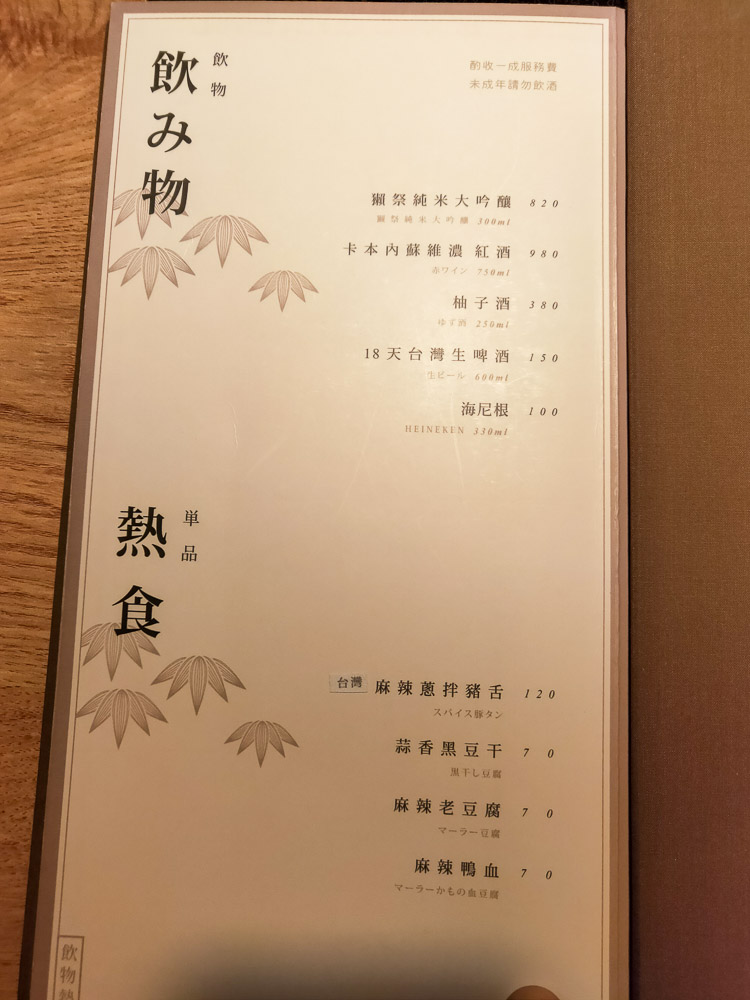 飲み物
飲物
酌收一成服務費
未成年請勿飲酒
獺祭純米大吟釀 820
獺祭純米大吟釀 300ml
卡本內蘇維濃 紅酒 980
赤ワイン 750ml
柚子酒 380
ゆず酒 250ml
18天台灣生啤酒 150
生ビール 600ml
海尼根 100
HEINEKEN 330ml
熱食
単品
台灣 麻辣蔥拌豬舌 120
スパイス豚タン
蒜香黑豆干 70
黒干し豆腐
麻辣老豆腐 70
マーラー豆腐
麻辣鴨血 70
マーラーかもの血豆腐
飲物熱